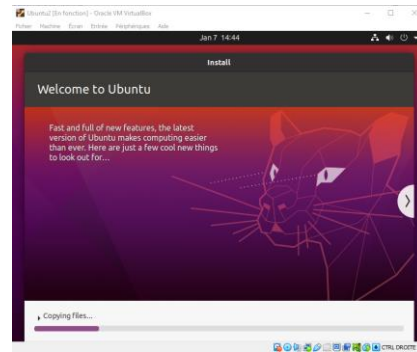 Ubuntu2 [En fonction] - Oracle VM VirtualBox
Fichier Machine Écran Entrée Périphériques Aide
Jan 7 14:44
Install
Welcome to Ubuntu
Fast and full of new features, the latest
version of Ubuntu makes computing easier
than ever. Here are just a few cool new things
to look out for...
Copying files...
CTRL DROITE